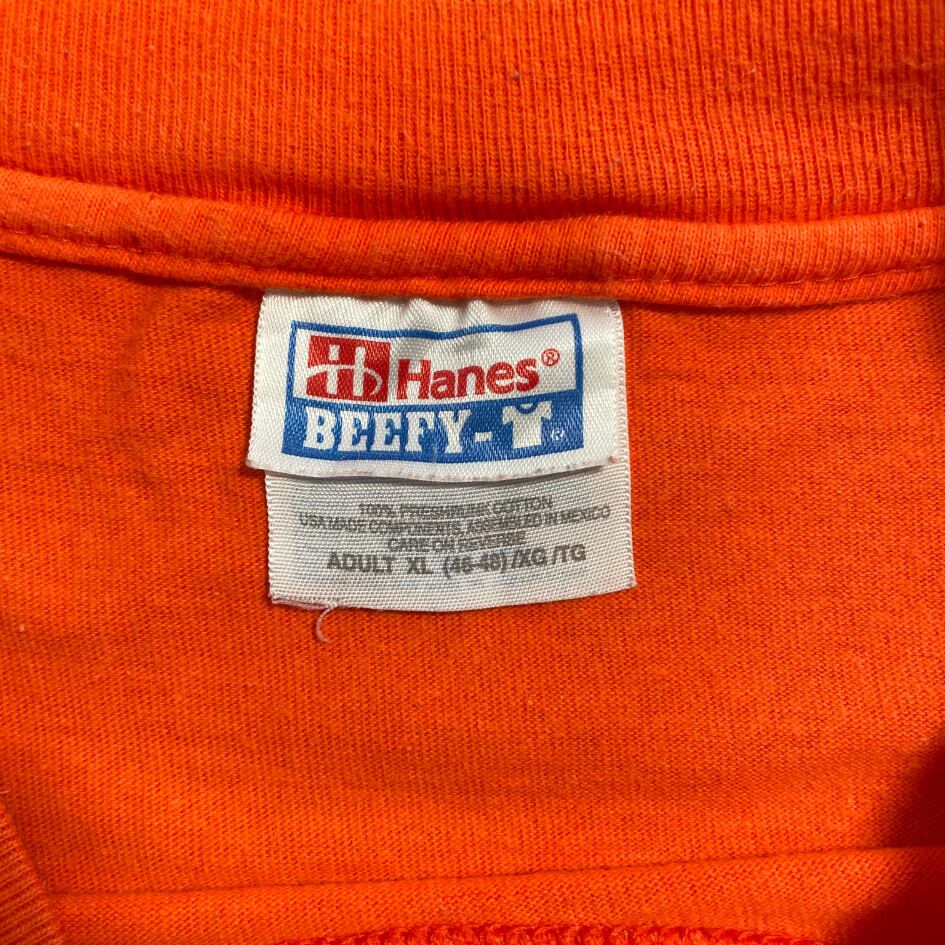 Hanes®
BEEFY-T®
100% PRESHRUNK COTTON
USA MADE COMPONENTS, ASSEMBLED IN MEXICO
CARE ON REVERSE
ADULT XL (46-48) /XG /TG